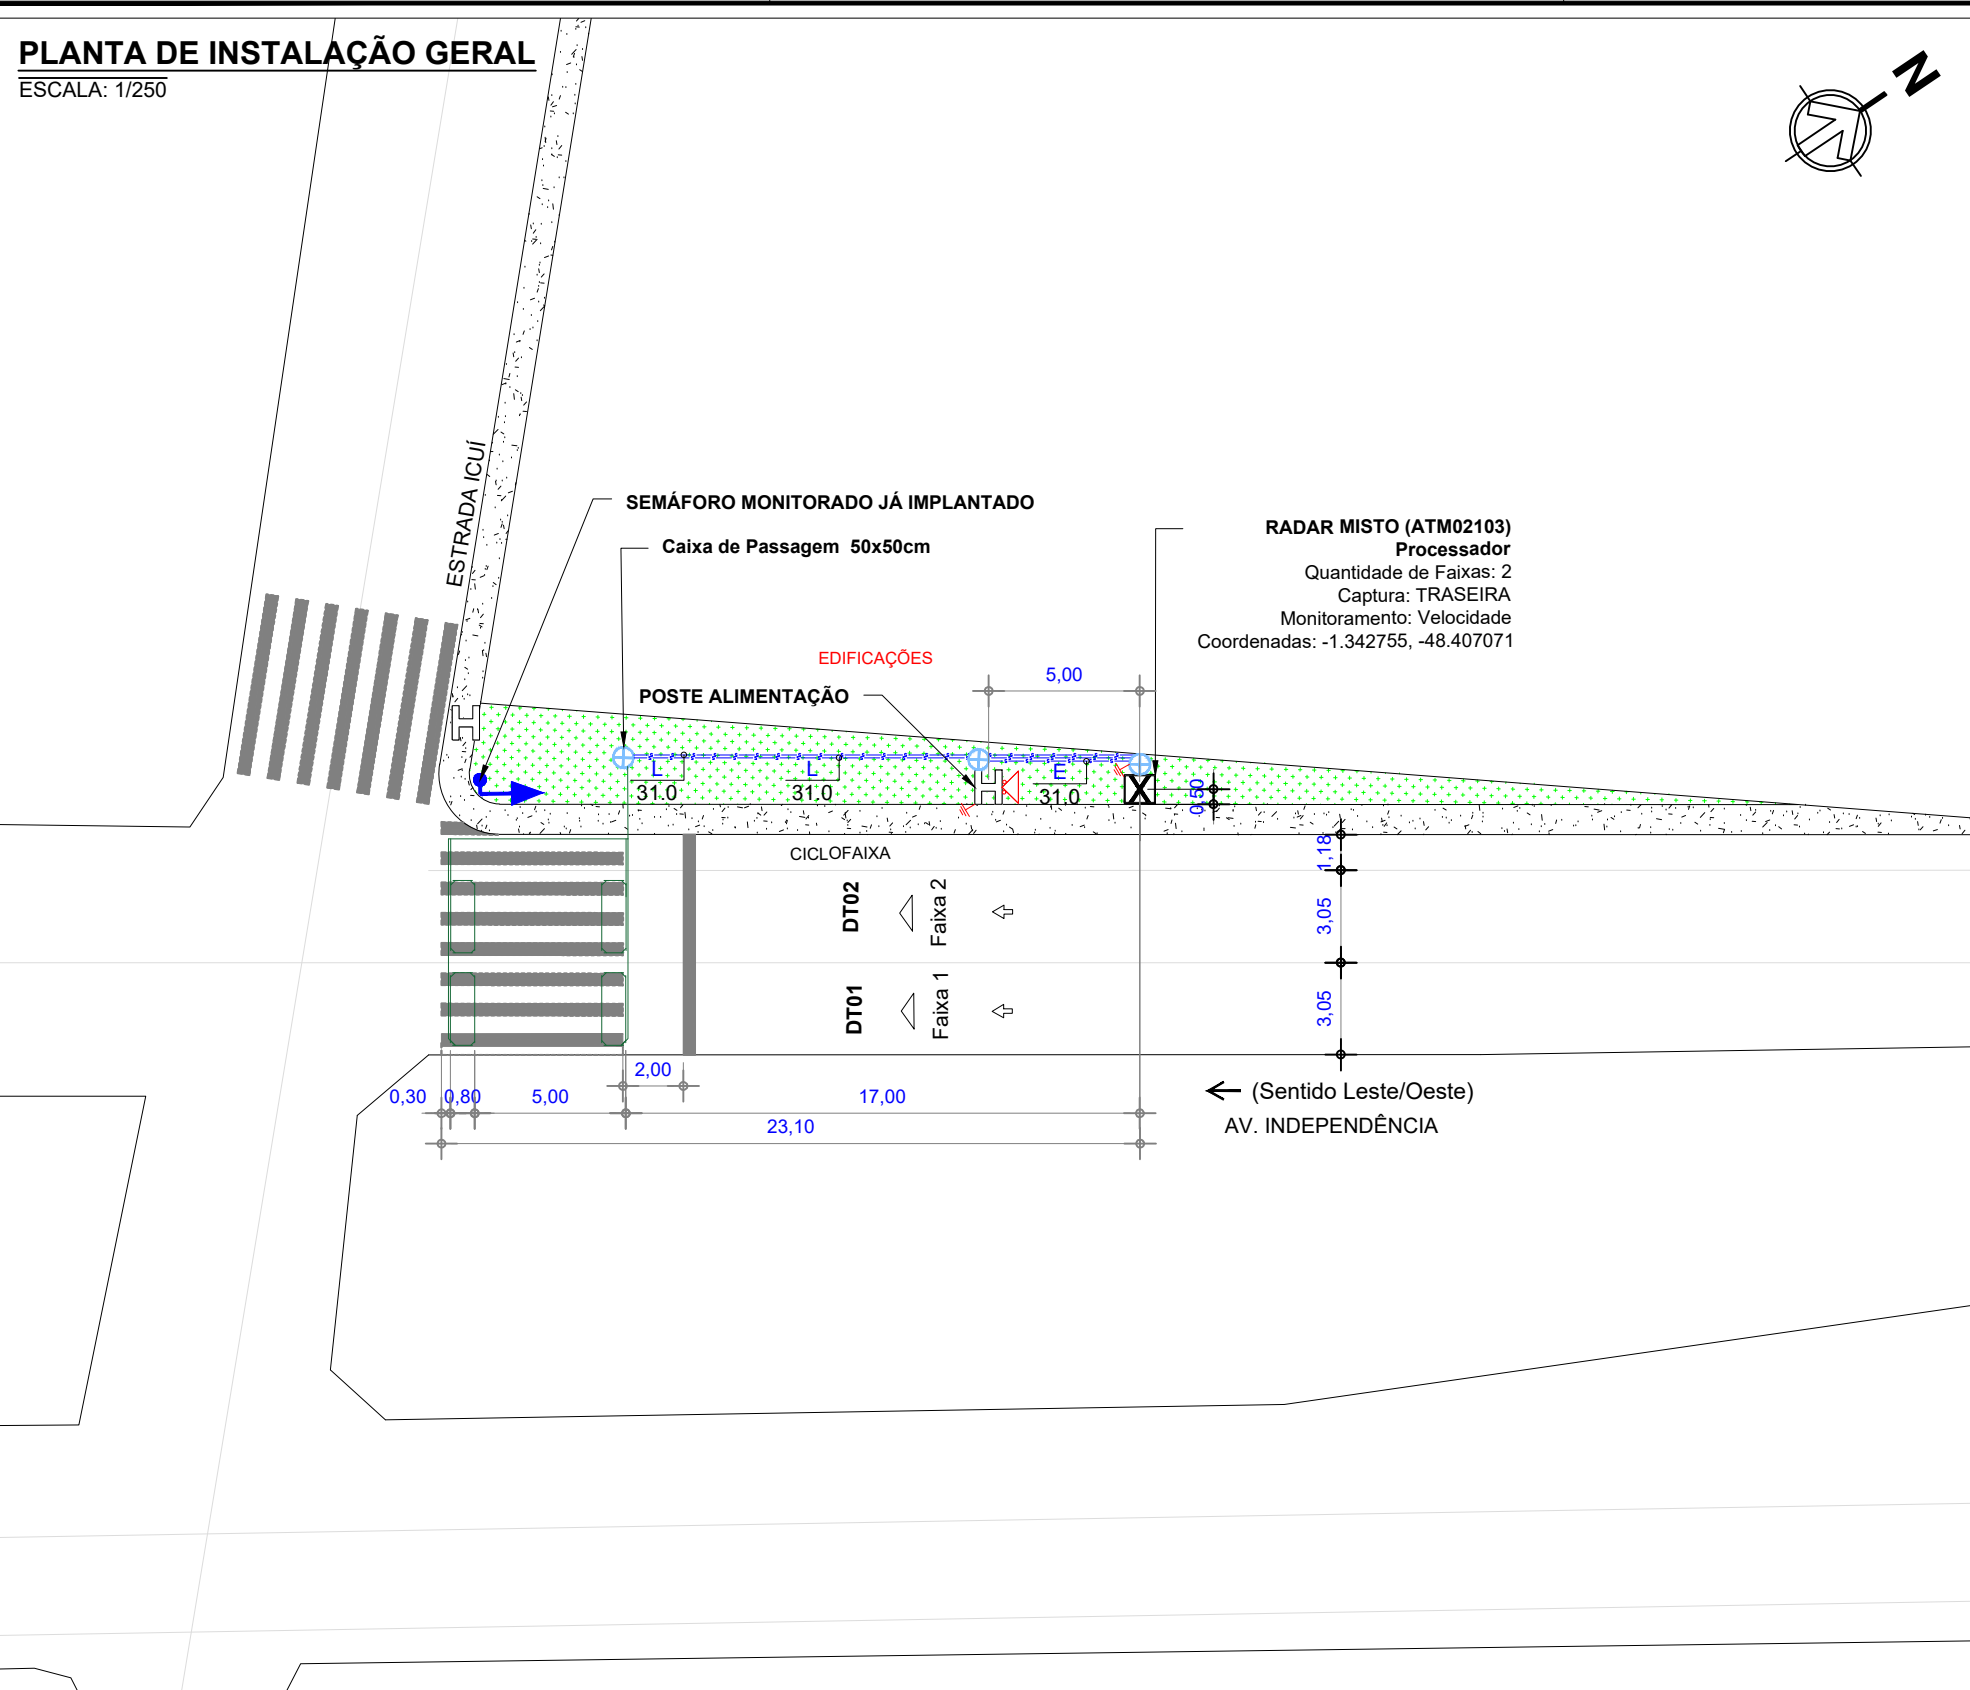 PLANTA DE INSTALAÇÃO GERAL
ESCALA: 1/250
N
ESTRADA ICUÍ
SEMÁFORO MONITORADO JÁ IMPLANTADO
Caixa de Passagem 50x50cm
RADAR MISTO (ATM02103)
Processador
Quantidade de Faixas: 2
Captura: TRASEIRA
Monitoramento: Velocidade
Coordenadas: -1.342755, -48.407071
EDIFICAÇÕES
5,00
POSTE ALIMENTAÇÃO
L
31.0
L
31.0
E
31.0
X
0,50
CICLOFAIXA
1,18
DT02
Faixa 2
3,05
DT01
Faixa 1
3,05
2,00
0,30
0,80
5,00
17,00
23,10
(Sentido Leste/Oeste)
AV. INDEPENDÊNCIA